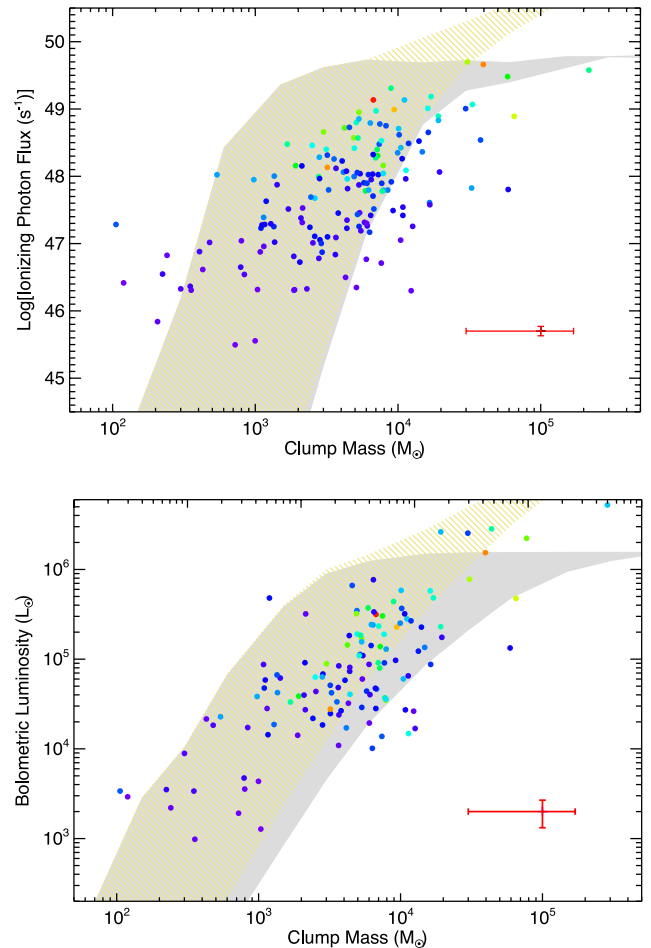 50
49
48
47
46
45
Log[Ionizing Photon Flux (s⁻¹)]
10² 10³ 10⁴ 10⁵
Clump Mass (M☉)
10⁶
10⁵
10⁴
10³
Bolometric Luminosity (L☉)
10² 10³ 10⁴ 10⁵
Clump Mass (M☉)